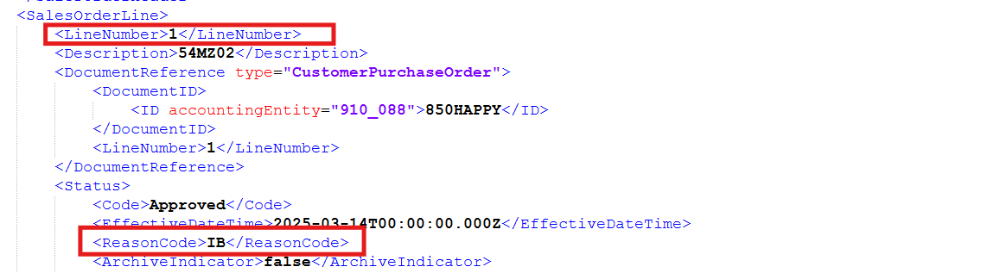 <SalesOrderLine>
<LineNumber>1</LineNumber>
<Description>54MZ02</Description>
<DocumentReference type="CustomerPurchaseOrder">
<DocumentID>
<ID accountingEntity="910_088">850HAPPY</ID>
</DocumentID>
<LineNumber>1</LineNumber>
</DocumentReference>
<Status>
<Code>Approved</Code>
<EffectiveDateTime>2025-03-14T00:00:00.000Z</EffectiveDateTime>
<ReasonCode>IB</ReasonCode>
<ArchiveIndicator>false</ArchiveIndicator>